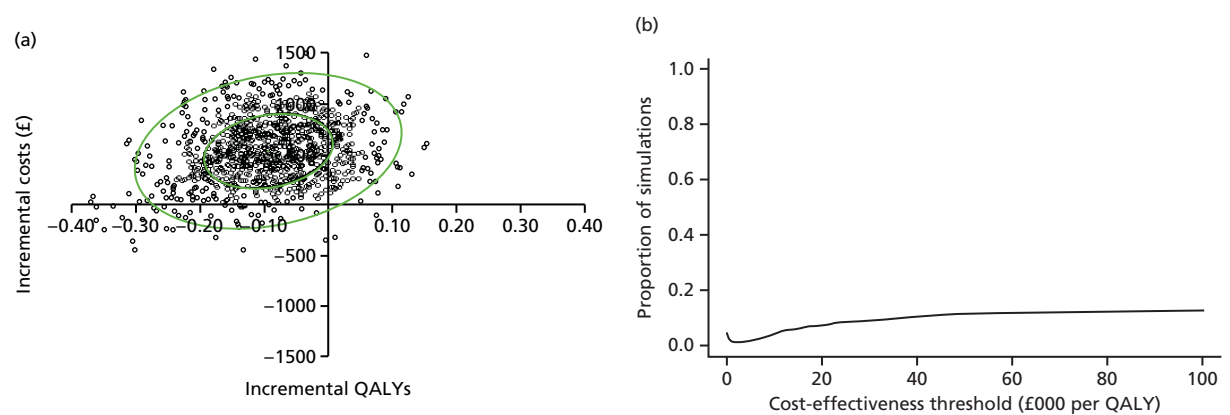 (a)
1500
1000
500
−0.40 −0.30 −0.20 −0.10 0.10 0.20 0.30 0.40
−500
−1000
−1500
Incremental costs (£)
Incremental QALYs
(b)
1.0
0.8
0.6
0.4
0.2
0.0
Proportion of simulations
0 20 40 60 80 100
Cost-effectiveness threshold (£000 per QALY)